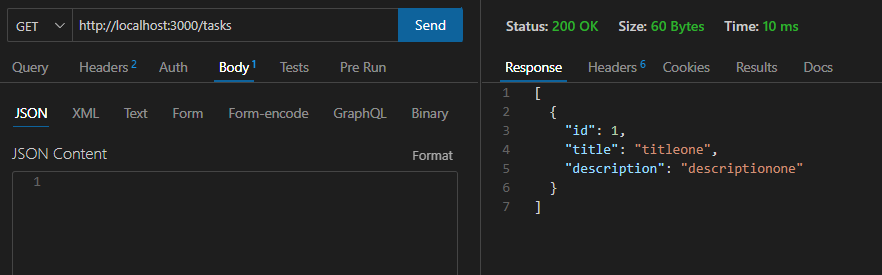 GET http://localhost:3000/tasks Send
Query Headers 2 Auth Body 1 Tests Pre Run
JSON XML Text Form Form-encode GraphQL Binary
JSON Content Format
1
Status: 200 OK Size: 60 Bytes Time: 10 ms
Response Headers 6 Cookies Results Docs
1 [
2 {
3 "id": 1,
4 "title": "titleone",
5 "description": "descriptionone"
6 }
7 ]